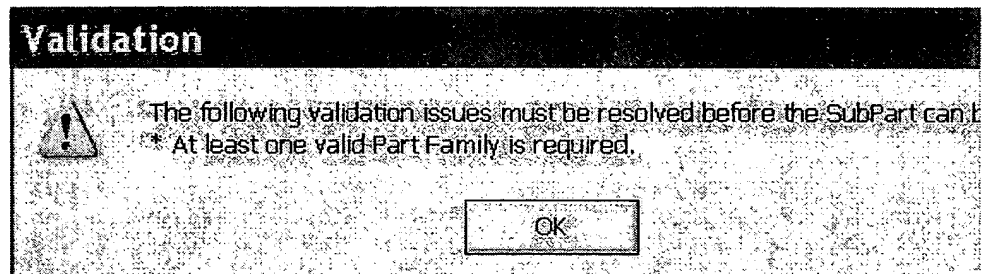 Validation
The following validation issues must be resolved before the SubPart can
* At least one valid Part Family is required.
OK